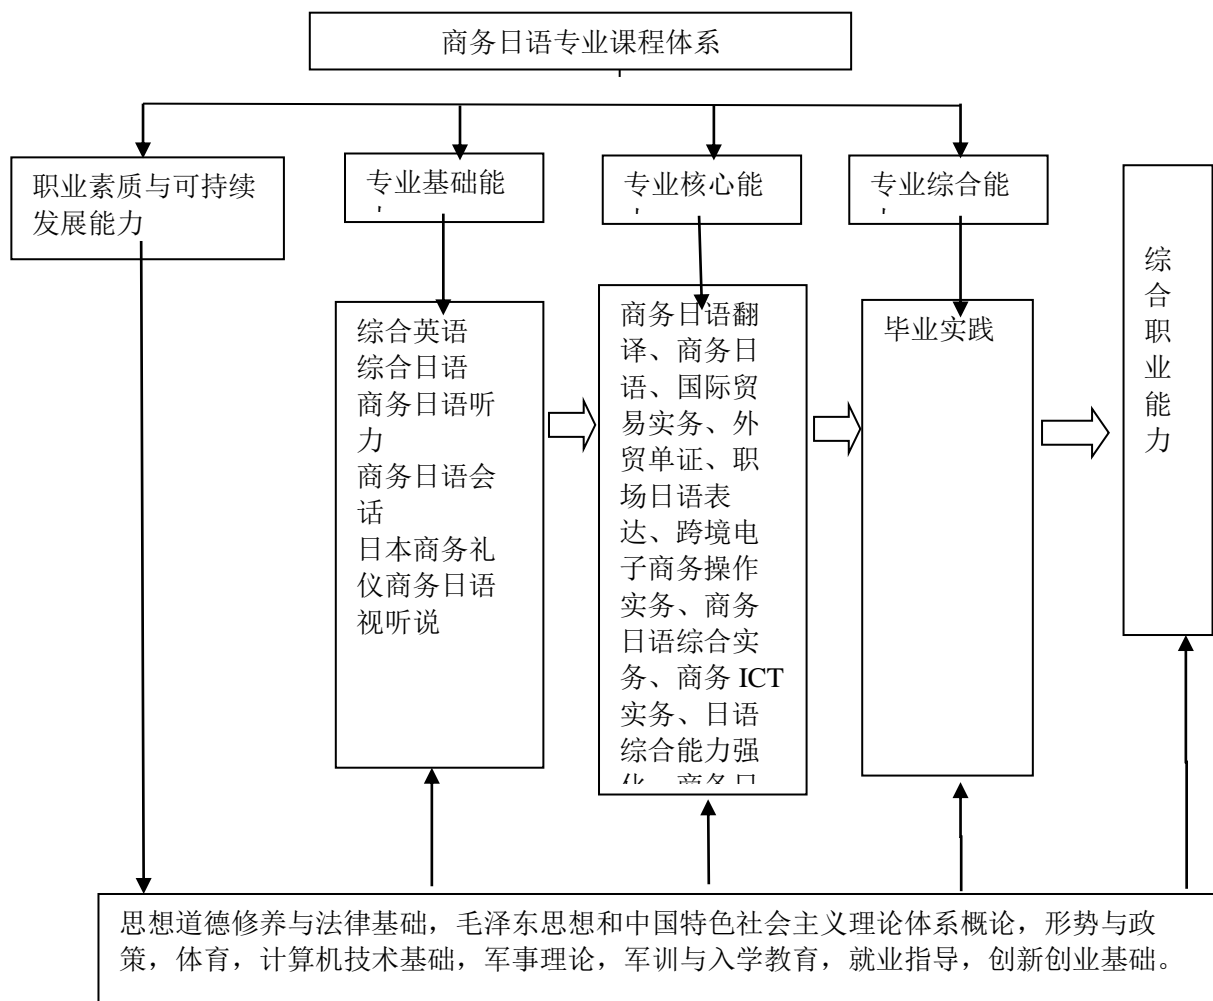 商务日语专业课程体系
职业素质与可持续
发展能力
专业基础能
专业核心能
专业综合能
综
合
职
业
能
力
综合英语
综合日语
商务日语听
力
商务日语会
话
日本商务礼
仪商务日语
视听说
商务日语翻
译、商务日
语、国际贸
易实务、外
贸单证、职
场日语表
达、跨境电
子商务操作
实务、商务
日语综合实
务、商务 ICT
实务、日语
综合能力强
毕业实践
思想道德修养与法律基础，毛泽东思想和中国特色社会主义理论体系概论，形势与政
策，体育，计算机技术基础，军事理论，军训与入学教育，就业指导，创新创业基础。